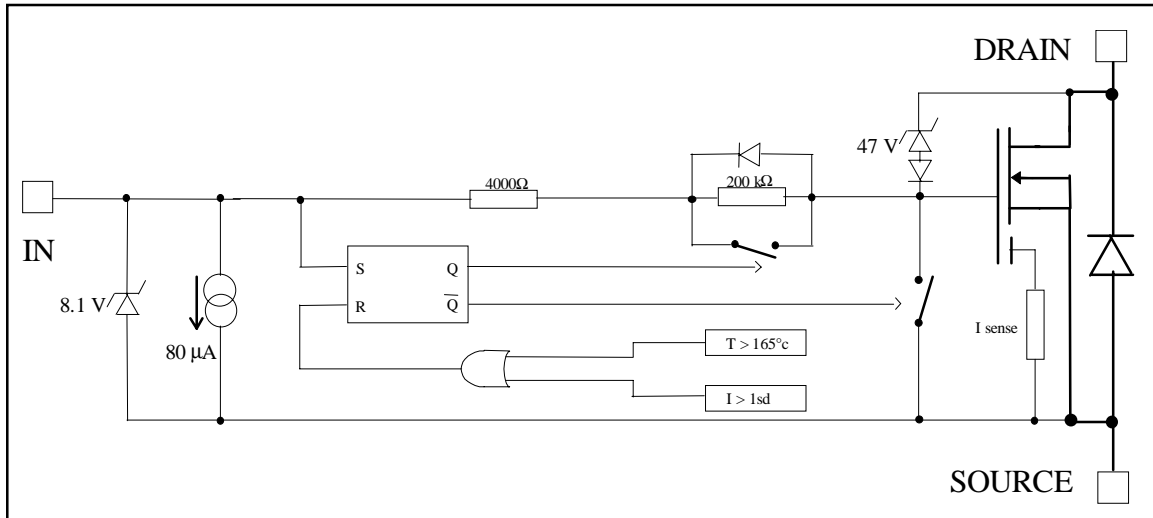 DRAIN
47 V
4000Ω
200 kΩ
IN
S
Q
R
Q
8.1 V
80 µA
I sense
T > 165°c
I > 1sd
SOURCE